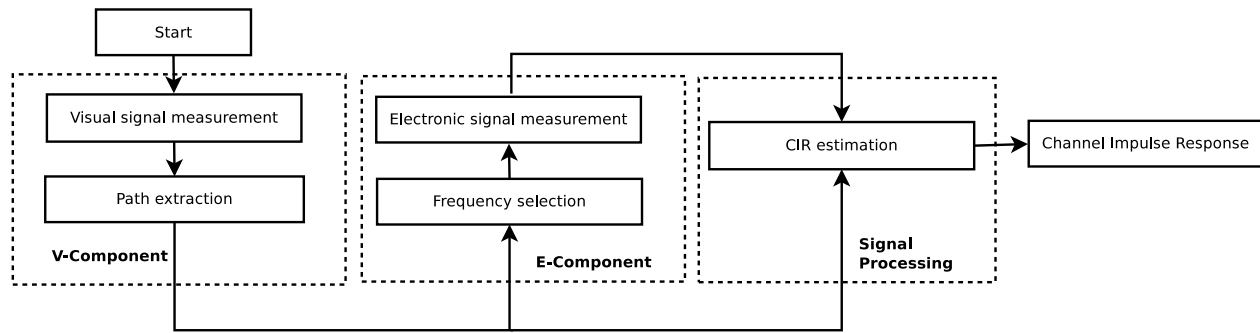 Start
Visual signal measurement
Path extraction
V-Component
Electronic signal measurement
Frequency selection
E-Component
CIR estimation
Signal
Processing
Channel Impulse Response